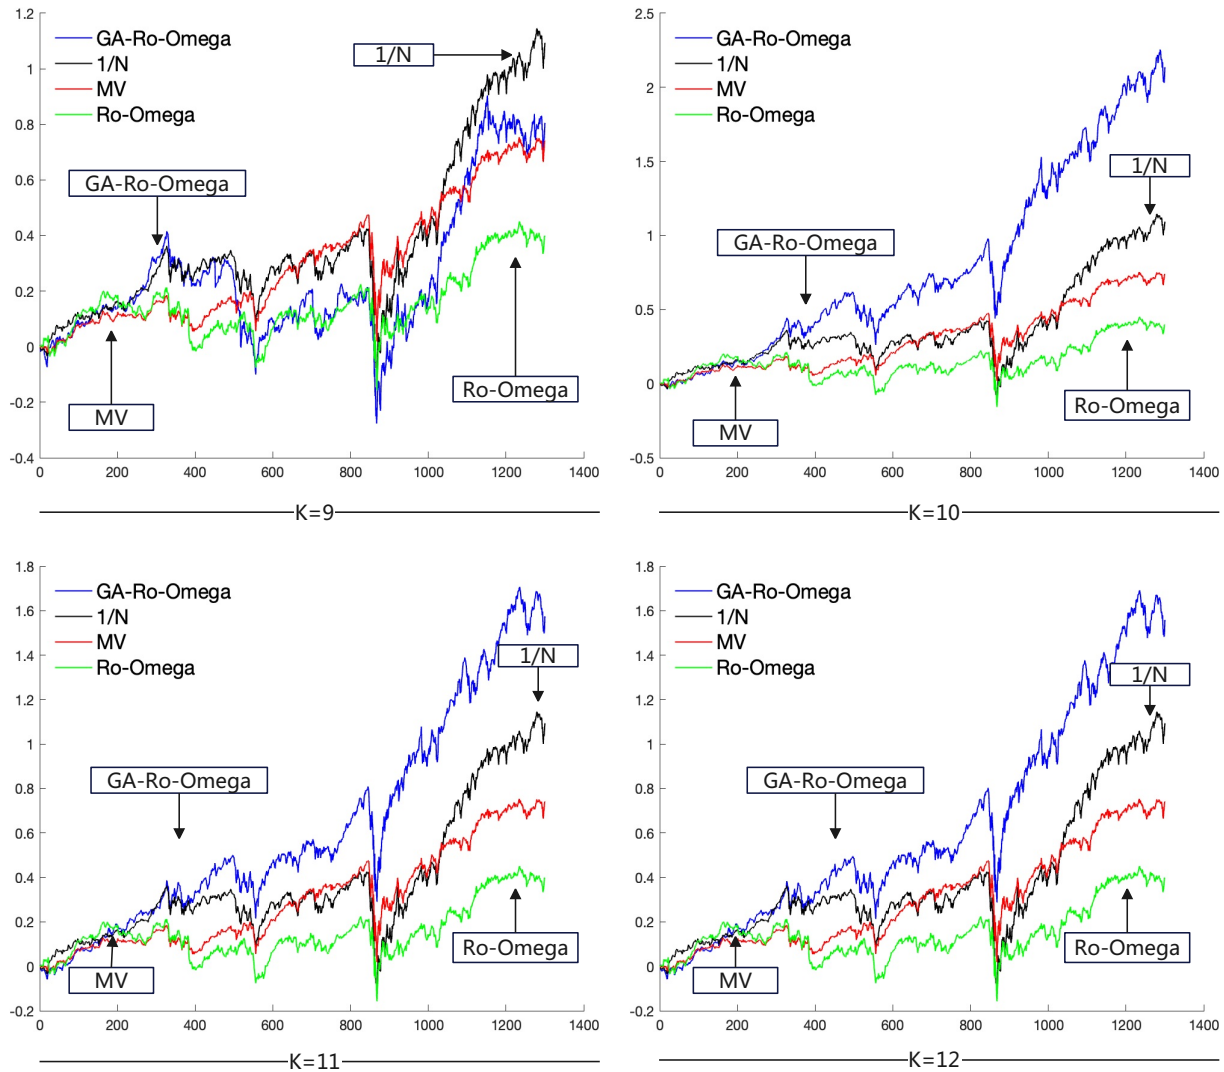 1.2
1
0.8
0.6
0.4
0.2
0
-0.2
-0.4
GA-Ro-Omega
1/N
MV
Ro-Omega
1/N
GA-Ro-Omega
MV
Ro-Omega
0 200 400 600 800 1000 1200 1400
K=9
2.5
2
1.5
1
0.5
0
-0.5
GA-Ro-Omega
1/N
MV
Ro-Omega
1/N
GA-Ro-Omega
MV
Ro-Omega
0 200 400 600 800 1000 1200 1400
K=10
1.8
1.6
1.4
1.2
1
0.8
0.6
0.4
0.2
0
-0.2
GA-Ro-Omega
1/N
MV
Ro-Omega
1/N
GA-Ro-Omega
MV
Ro-Omega
0 200 400 600 800 1000 1200 1400
K=11
1.8
1.6
1.4
1.2
1
0.8
0.6
0.4
0.2
0
-0.2
GA-Ro-Omega
1/N
MV
Ro-Omega
1/N
GA-Ro-Omega
MV
Ro-Omega
0 200 400 600 800 1000 1200 1400
K=12